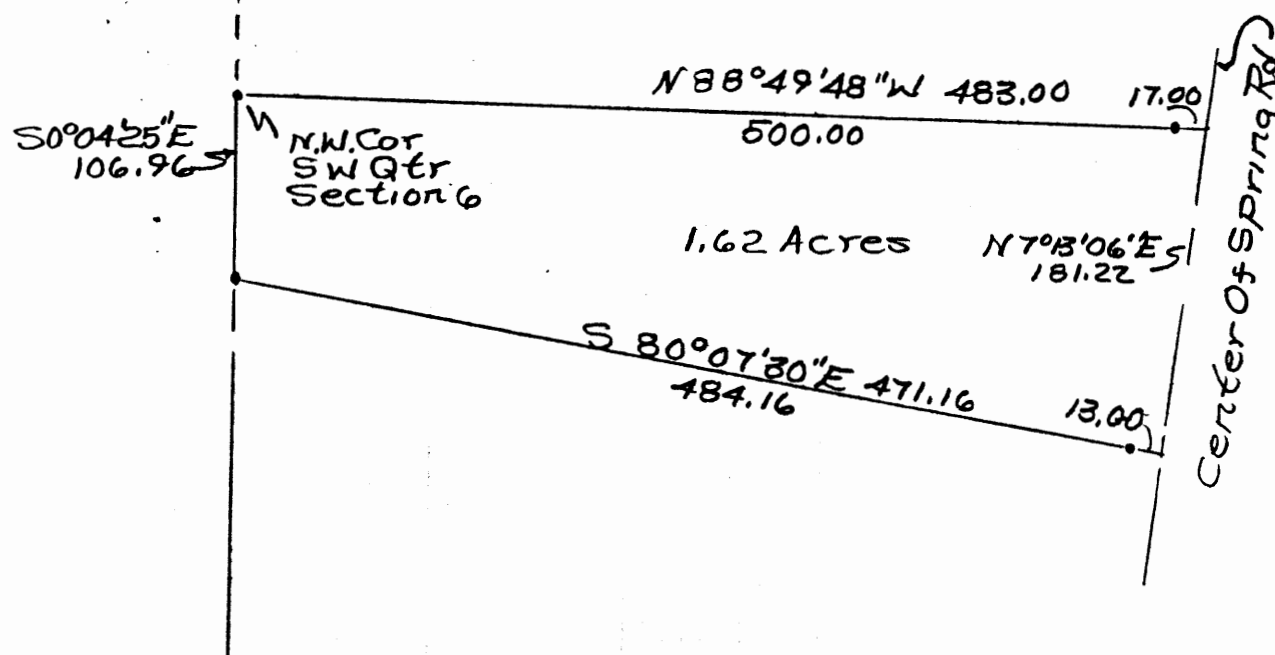 N 88°49'48"W 483.00
17.00
500.00
S0°04'25"E
106.96
N.W. Cor
SW Qtr
Section 6
1.62 Acres
N 7°13'06"E
181.22
S 80°07'30"E 471.16
484.16
13.00
Center Of Spring Rd